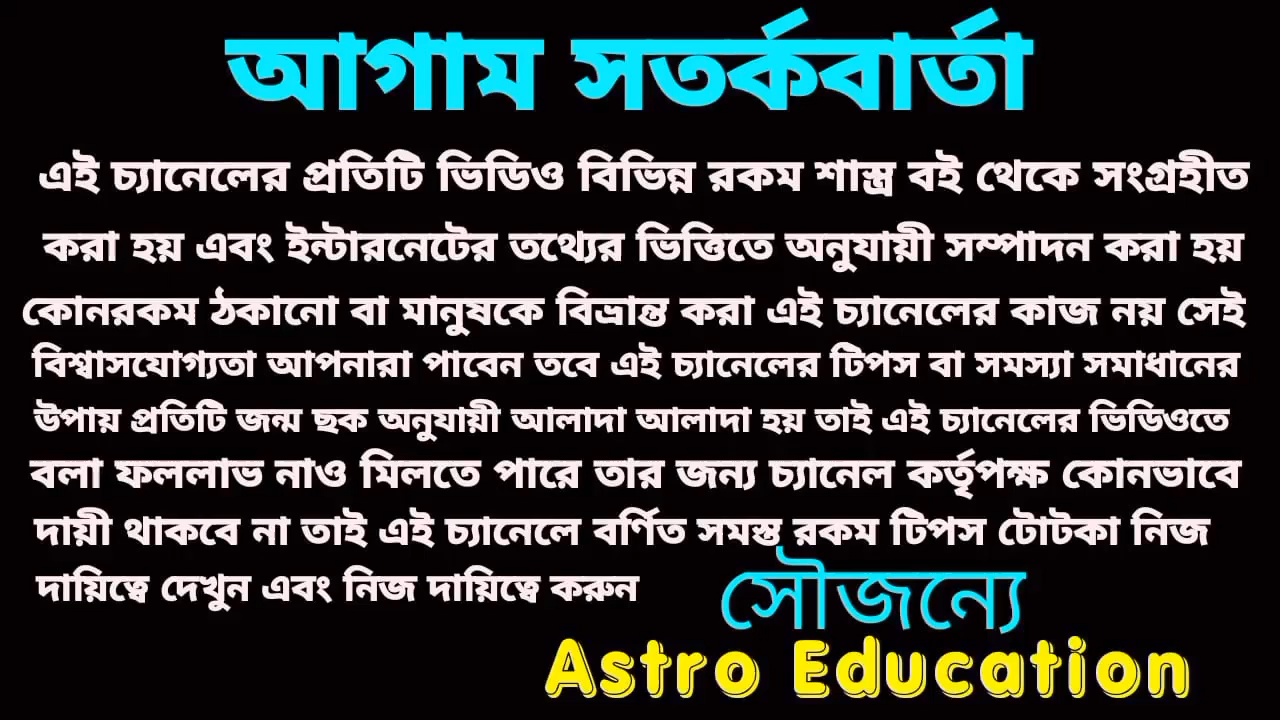 আগাম সতর্কবার্তা
এই চ্যানেলের প্রতিটি ভিডিও বিভিন্ন রকম শাস্ত্র বই থেকে সংগ্রহীত
করা হয় এবং ইন্টারনেটের তথ্যের ভিত্তিতে অনুযায়ী সম্পাদন করা হয়
কোনরকম ঠকানো বা মানুষকে বিভ্রান্ত করা এই চ্যানেলের কাজ নয় সেই
বিশ্বাসযোগ্যতা আপনারা পাবেন তবে এই চ্যানেলের টিপস বা সমস্যা সমাধানের
উপায় প্রতিটি জন্ম ছক অনুযায়ী আলাদা আলাদা হয় তাই এই চ্যানেলের ভিডিওতে
বলা ফললাভ নাও মিলতে পারে তার জন্য চ্যানেল কর্তৃপক্ষ কোনভাবে
দায়ী থাকবে না তাই এই চ্যানেলে বর্ণিত সমস্ত রকম টিপস টোটকা নিজ
দায়িত্বে দেখুন এবং নিজ দায়িত্বে করুন
সৌজন্যে
Astro Education